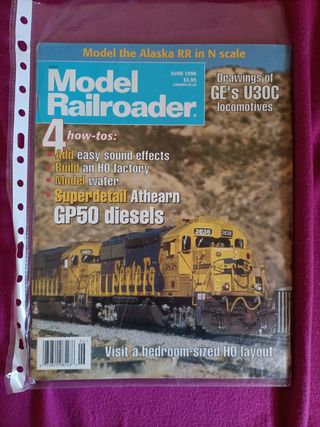 Model the Alaska RR in N scale
Model
Railroader®
JUNE 1996
$3.95
Drawings of
GE's U30C
locomotives
4 how-tos:
• Add easy sound effects
• Build an HO factory
• Model water
• Superdetail Athearn
GP50 diesels
3839
Santa Fe
Visit a bedroom-sized HO layout